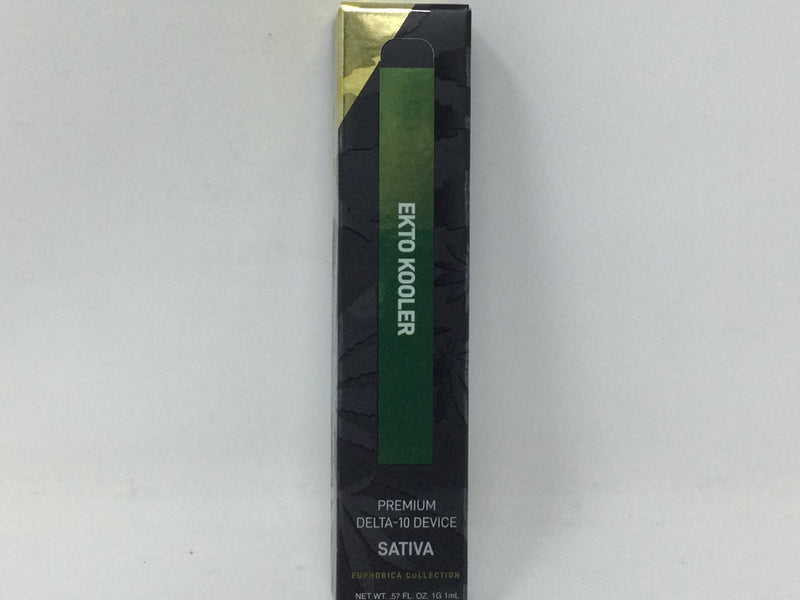 EKTO KOOLER
PREMIUM
DELTA-10 DEVICE
SATIVA
EUPHORICA COLLECTION
NET WT. .57 FL. OZ. 1G 1mL